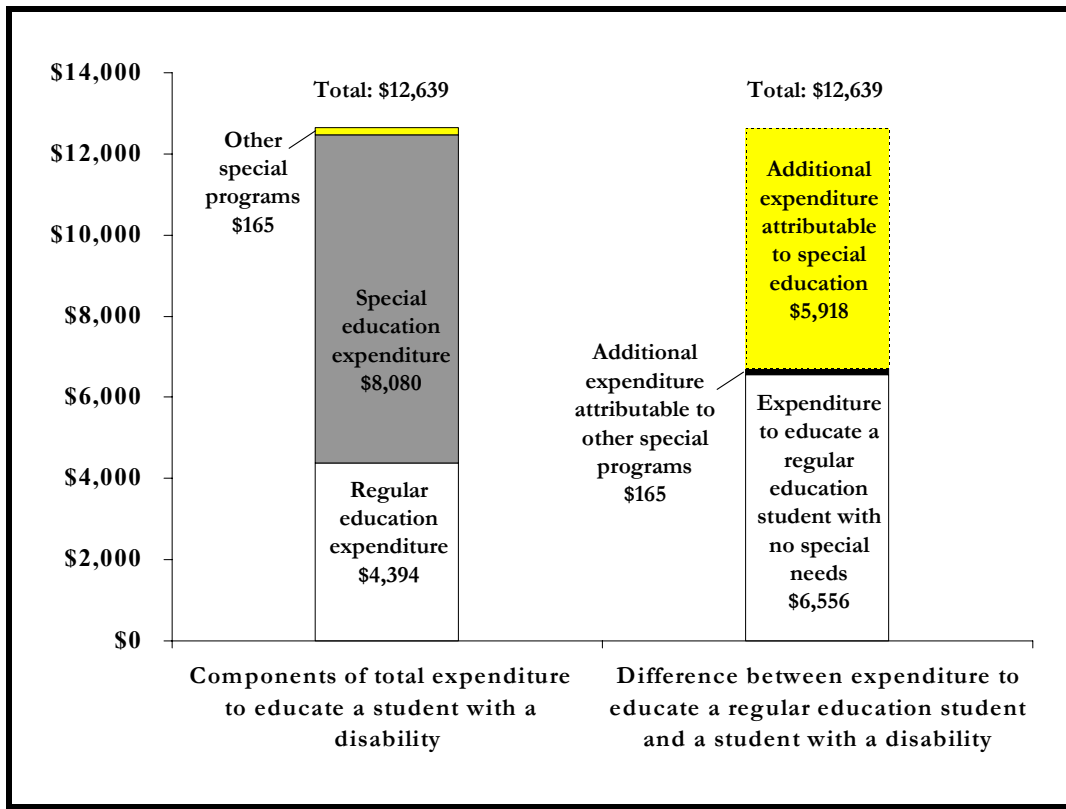 $14,000
$12,000
$10,000
$8,000
$6,000
$4,000
$2,000
$0
Total: $12,639
Other
special
programs
$165
Special
education
expenditure
$8,080
Regular
education
expenditure
$4,394
Total: $12,639
Additional
expenditure
attributable
to special
education
$5,918
Additional
expenditure
attributable to
other special
programs
$165
Expenditure
to educate a
regular
education
student with
no special
needs
$6,556
Components of total expenditure
to educate a student with a
disability
Difference between expenditure to
educate a regular education student
and a student with a disability